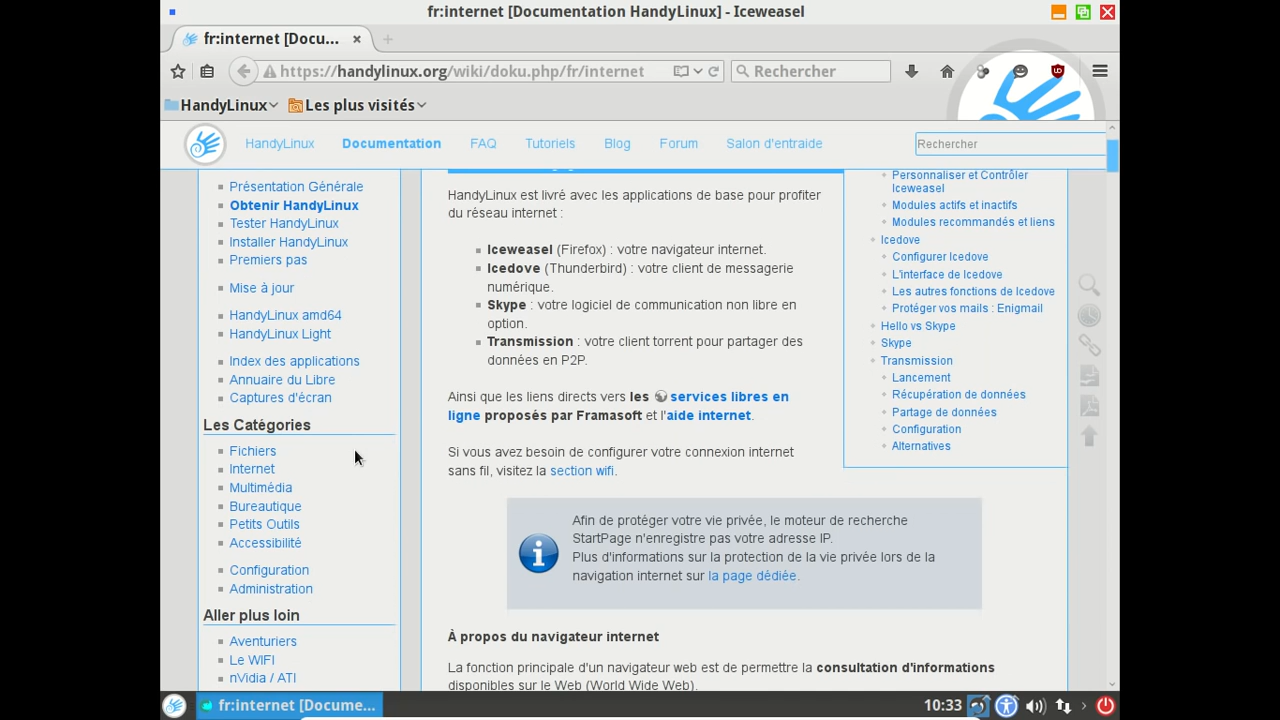 fr:internet [Documentation HandyLinux] - Iceweasel
fr:internet [Docu...
https://handylinux.org/wiki/doku.php/fr/internet
Rechercher
HandyLinux
Les plus visités
HandyLinux
Documentation
FAQ
Tutoriels
Blog
Forum
Salon d'entraide
Rechercher
Présentation Générale
Obtenir HandyLinux
Tester HandyLinux
Installer HandyLinux
Premiers pas
Mise à jour
HandyLinux amd64
HandyLinux Light
Index des applications
Annuaire du Libre
Captures d'écran
Les Catégories
Fichiers
Internet
Multimédia
Bureautique
Petits Outils
Accessibilité
Configuration
Administration
Aller plus loin
Aventuriers
Le WIFI
nVidia / ATI
HandyLinux est livré avec les applications de base pour profiter
du réseau internet :
Iceweasel (Firefox) : votre navigateur internet.
Icedove (Thunderbird) : votre client de messagerie
numérique.
Skype : votre logiciel de communication non libre en
option.
Transmission : votre client torrent pour partager des
données en P2P.
Ainsi que les liens directs vers les services libres en
ligne proposés par Framasoft et l'aide internet.
Si vous avez besoin de configurer votre connexion internet
sans fil, visitez la section wifi.
Afin de protéger votre vie privée, le moteur de recherche
StartPage n'enregistre pas votre adresse IP.
Plus d'informations sur la protection de la vie privée lors de la
navigation internet sur la page dédiée.
À propos du navigateur internet
La fonction principale d'un navigateur web est de permettre la consultation d'informations
disponibles sur le Web (World Wide Web).
Personnaliser et Contrôler
Iceweasel
Modules actifs et inactifs
Modules recommandés et liens
Icedove
Configurer Icedove
L'interface de Icedove
Les autres fonctions de Icedove
Protéger vos mails : Enigmail
Hello vs Skype
Skype
Transmission
Lancement
Récupération de données
Partage de données
Configuration
Alternatives
fr:internet [Docume...
10:33